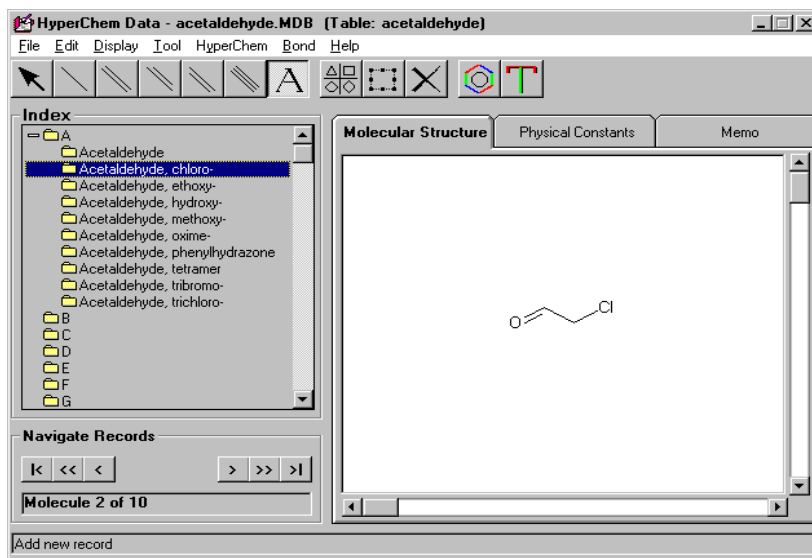 HyperChem Data - acetaldehyde.MDB (Table: acetaldehyde)
File Edit Display Tool HyperChem Bond Help
A
Index
A
Acetaldehyde
Acetaldehyde, chloro-
Acetaldehyde, ethoxy-
Acetaldehyde, hydroxy-
Acetaldehyde, methoxy-
Acetaldehyde, oxime-
Acetaldehyde, phenylhydrazone
Acetaldehyde, tetramer
Acetaldehyde, tribromo-
Acetaldehyde, trichloro-
B
C
D
E
F
G
Navigate Records
|< << < > >> >|
Molecule 2 of 10
Molecular Structure Physical Constants Memo
O Cl
Add new record